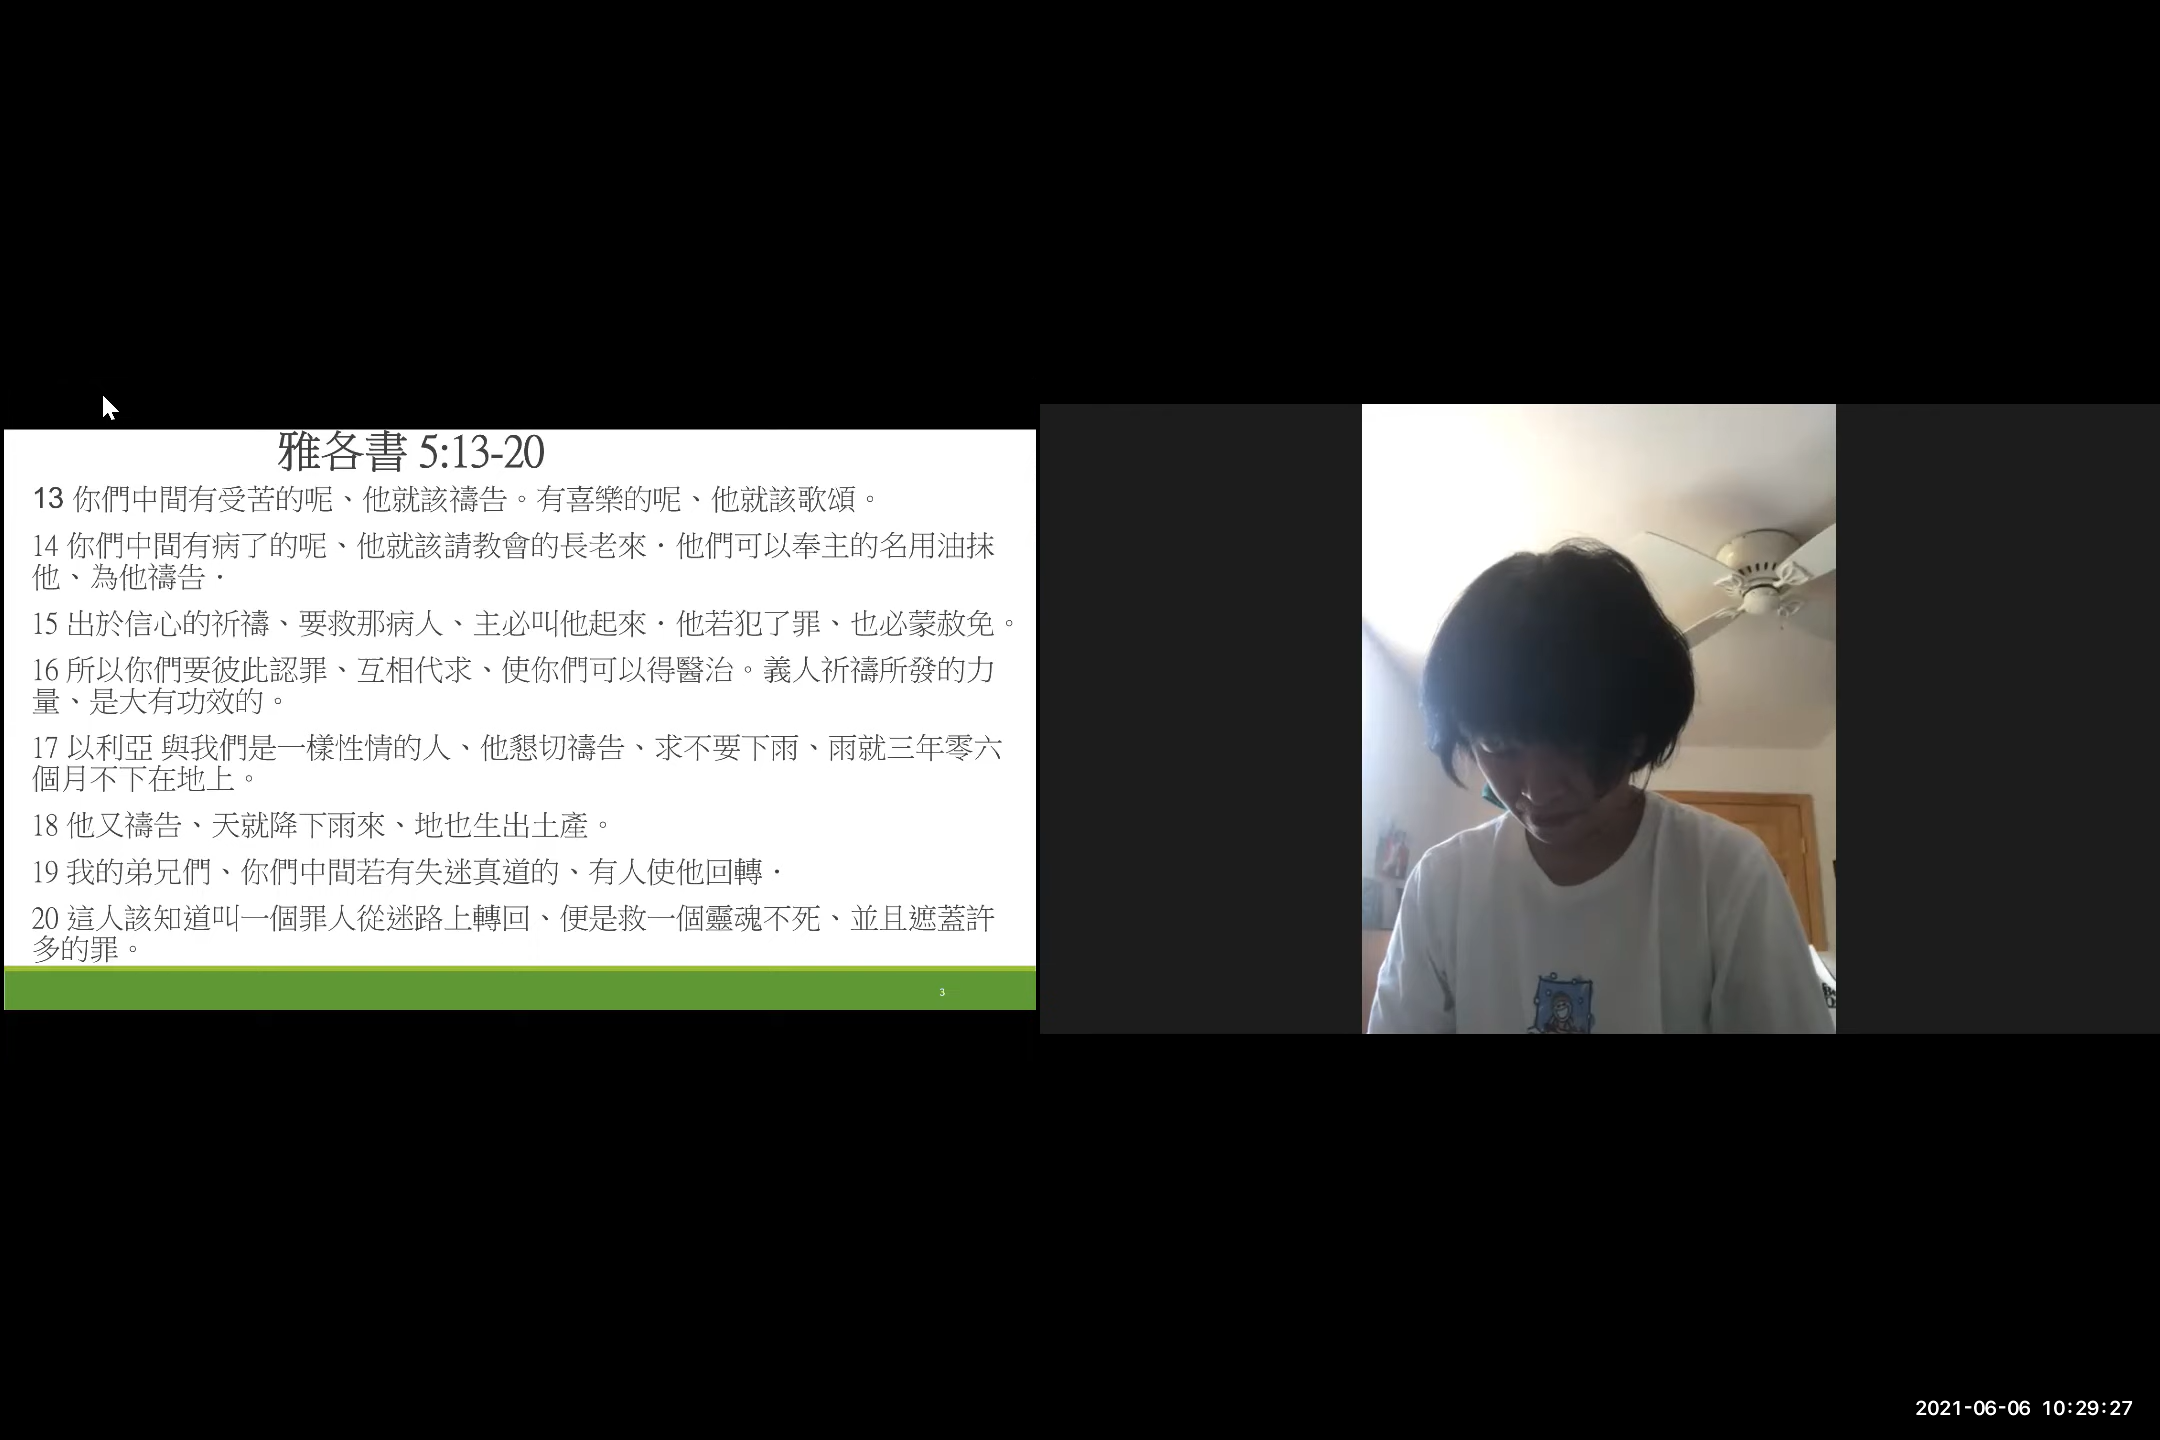 雅各書 5:13-20
13 你們中間有受苦的呢、他就該禱告。有喜樂的呢、他就該歌頌。
14 你們中間有病了的呢、他就該請教會的長老來．他們可以奉主的名用油抹
他、為他禱告．
15 出於信心的祈禱、要救那病人、主必叫他起來．他若犯了罪、也必蒙赦免。
16 所以你們要彼此認罪、互相代求、使你們可以得醫治。義人祈禱所發的力
量、是大有功效的。
17 以利亞 與我們是一樣性情的人、他懇切禱告、求不要下雨、雨就三年零六
個月不下在地上。
18 他又禱告、天就降下雨來、地也生出土產。
19 我的弟兄們、你們中間若有失迷真道的、有人使他回轉．
20 這人該知道叫一個罪人從迷路上轉回、便是救一個靈魂不死、並且遮蓋許
多的罪。
3
2021-06-06 10:29:27